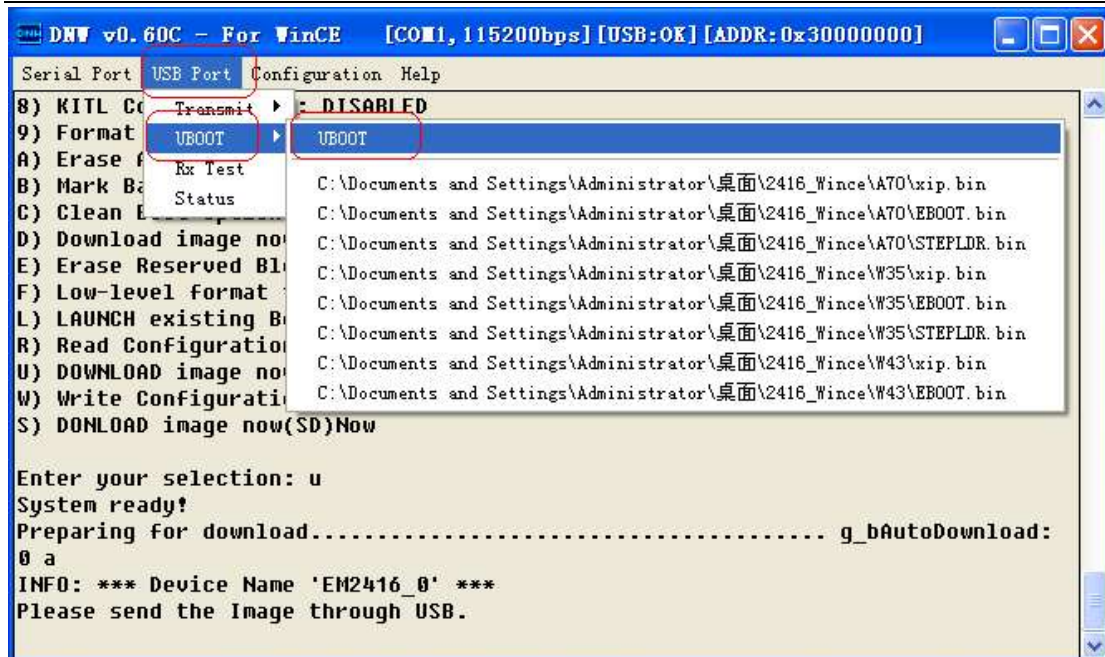 DNW v0.60C - For WinCE [COM1,115200bps][USB:OK][ADDR:0x30000000]
Serial Port USB Port Configuration Help
8) KITL Co : DISABLED
9) Format
A) Erase A
B) Mark Ba
C) Clean B
D) Download image no
E) Erase Reserved Blo
F) Low-level format
L) LAUNCH existing Bo
R) Read Configuration
U) DOWNLOAD image no
W) Write Configurati
S) DONLOAD image now(SD)Now
Transmit
UBOOT
Rx Test
Status
UBOOT
C:\Documents and Settings\Administrator\桌面\2416_Wince\A70\xip.bin
C:\Documents and Settings\Administrator\桌面\2416_Wince\A70\EBOOT.bin
C:\Documents and Settings\Administrator\桌面\2416_Wince\A70\STEPLDR.bin
C:\Documents and Settings\Administrator\桌面\2416_Wince\W35\xip.bin
C:\Documents and Settings\Administrator\桌面\2416_Wince\W35\EBOOT.bin
C:\Documents and Settings\Administrator\桌面\2416_Wince\W35\STEPLDR.bin
C:\Documents and Settings\Administrator\桌面\2416_Wince\W43\xip.bin
C:\Documents and Settings\Administrator\桌面\2416_Wince\W43\EBOOT.bin
Enter your selection: u
System ready!
Preparing for download....................................... g_bAutoDownload:
0 a
INFO: *** Device Name 'EM2416_0' ***
Please send the Image through USB.